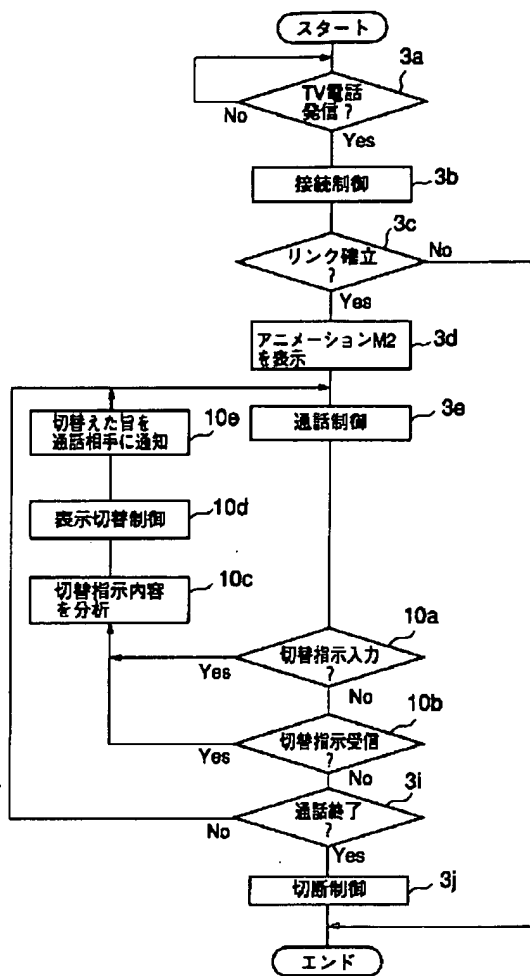 スタート
3a
TV電話
発信?
No
Yes
接続制御
3b
3c
リンク確立
?
No
Yes
アニメーションM2
を表示
3d
切替えた旨を
通話相手に通知
10e
通話制御
3e
表示切替制御
10d
切替指示内容
を分析
10c
10a
切替指示入力
?
Yes
No
10b
切替指示受信
?
Yes
No
3i
通話終了
?
No
Yes
切断制御
3j
エンド